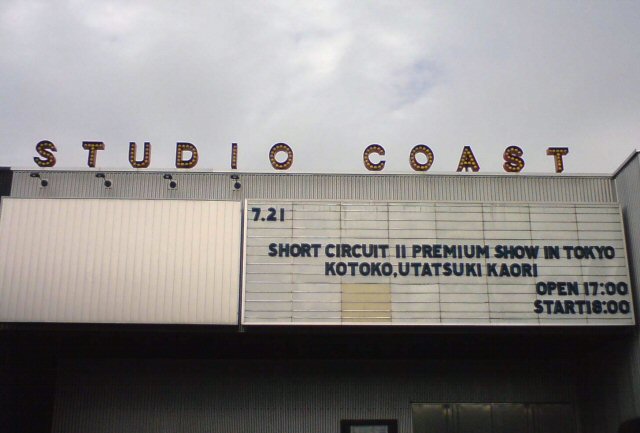 STUDIO COAST
7.21
SHORT CIRCUIT II PREMIUM SHOW IN TOKYO
KOTOKO,UTATSUKI KAORI
OPEN 17:00
START18:00